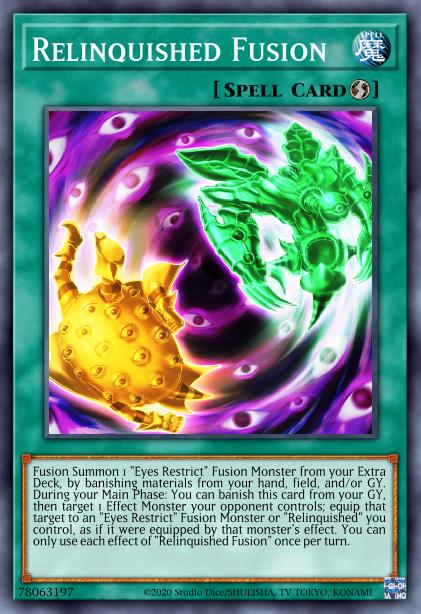 Relinquished Fusion
SPELL
魔
[Spell Card]
Fusion Summon 1 "Eyes Restrict" Fusion Monster from your Extra
Deck, by banishing materials from your hand, field, and/or GY.
During your Main Phase: You can banish this card from your GY,
then target 1 Effect Monster your opponent controls; equip that
target to an "Eyes Restrict" Fusion Monster or "Relinquished" you
control, as if it were equipped by that monster's effect. You can
only use each effect of "Relinquished Fusion" once per turn.
78063197
©2020 Studio Dice/SHUEISHA, TV TOKYO, KONAMI